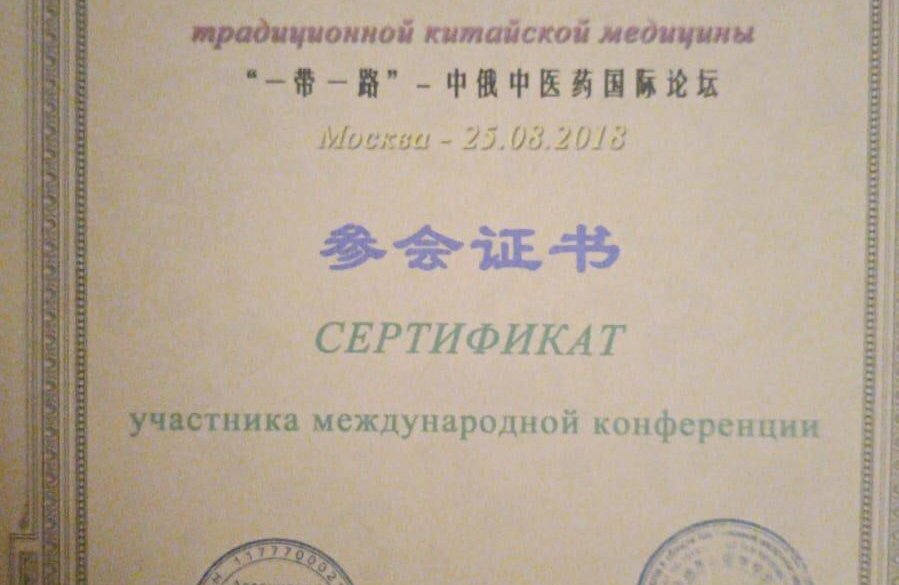 традиционной китайской медицины
“一带一路” – 中俄中医药国际论坛
Москва - 25.08.2018
参会证书
СЕРТИФИКАТ
участника международной конференции